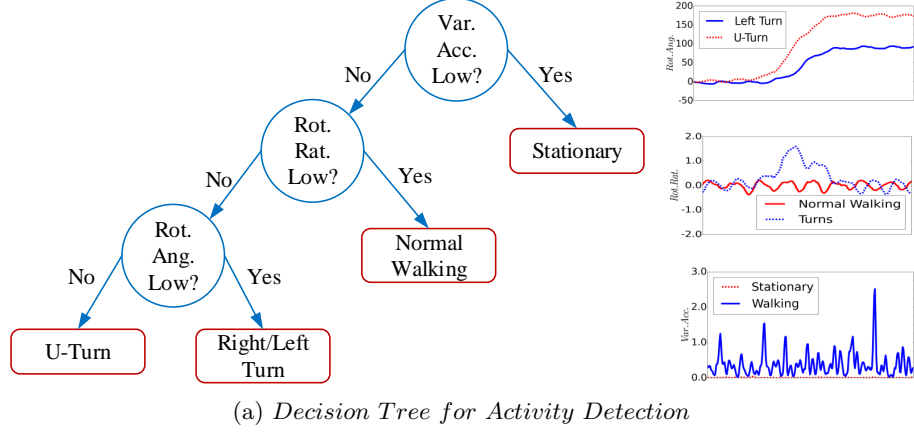 Var.
Acc.
Low?
No
Yes
Rot.
Rat.
Low?
Stationary
No
Yes
Rot.
Ang.
Low?
Normal
Walking
No
Yes
U-Turn
Right/Left
Turn
200
150
100
50
0
-50
Rot.Ang.
Left Turn
U-Turn
2.0
1.0
0.0
-1.0
-2.0
Rot.Rat.
Normal Walking
Turns
3.0
2.0
1.0
0.0
Var.Acc.
Stationary
Walking
(a) Decision Tree for Activity Detection